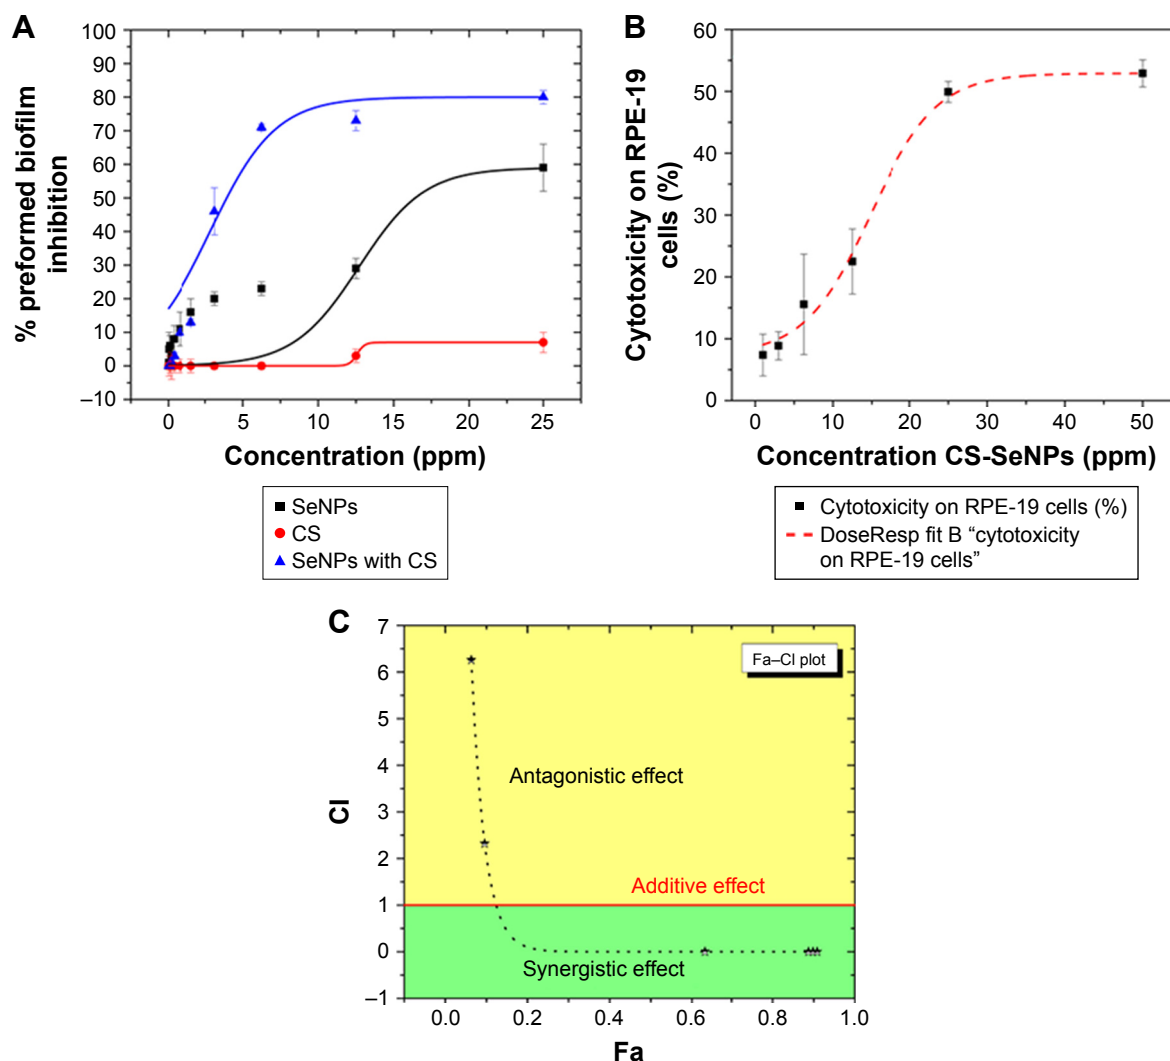 A
% preformed biofilm
inhibition
100
90
80
70
60
50
40
30
20
10
0
–10
0
5
10
15
20
25
Concentration (ppm)
SeNPs
CS
SeNPs with CS
B
Cytotoxicity on RPE-19
cells (%)
60
50
40
30
20
10
0
0
10
20
30
40
50
Concentration CS-SeNPs (ppm)
Cytotoxicity on RPE-19 cells (%)
DoseResp fit B “cytotoxicity
on RPE-19 cells”
C
CI
7
6
5
4
3
2
1
0
–1
Fa–CI plot
Antagonistic effect
Additive effect
Synergistic effect
0.0
0.2
0.4
0.6
0.8
1.0
Fa